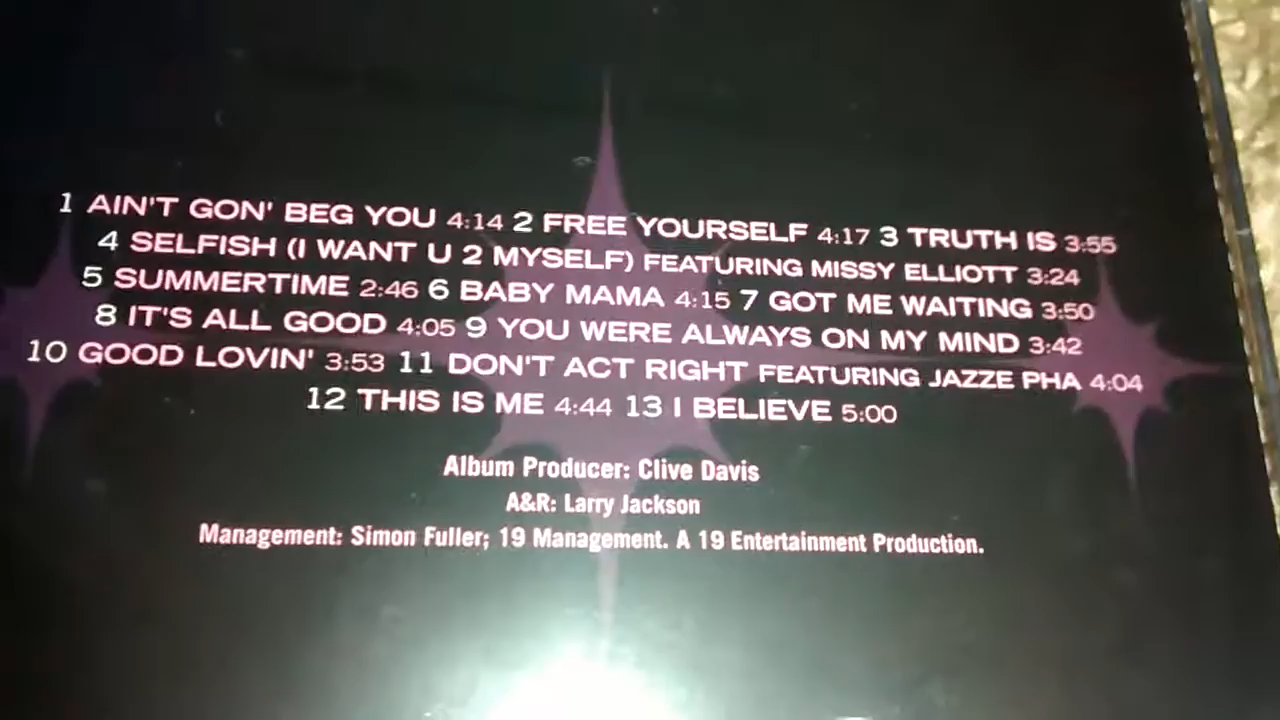 1 AIN'T GON' BEG YOU 4:14 2 FREE YOURSELF 4:17 3 TRUTH IS 3:55
4 SELFISH (I WANT U 2 MYSELF) FEATURING MISSY ELLIOTT 3:24
5 SUMMERTIME 2:46 6 BABY MAMA 4:15 7 GOT ME WAITING 3:50
8 IT'S ALL GOOD 4:05 9 YOU WERE ALWAYS ON MY MIND 3:42
10 GOOD LOVIN' 3:53 11 DON'T ACT RIGHT FEATURING JAZZE PHA 4:04
12 THIS IS ME 4:44 13 I BELIEVE 5:00
Album Producer: Clive Davis
A&R: Larry Jackson
Management: Simon Fuller; 19 Management. A 19 Entertainment Production.